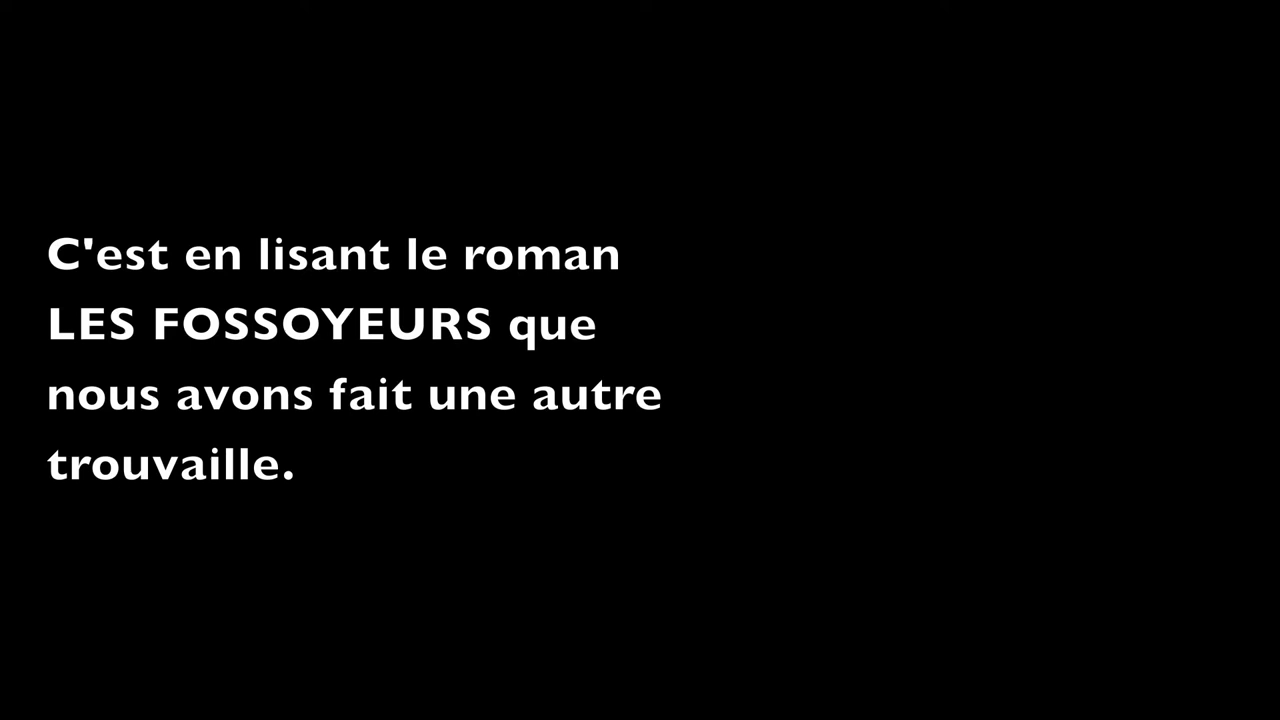 C'est en lisant le roman
LES FOSSOYEURS que
nous avons fait une autre
trouvaille.